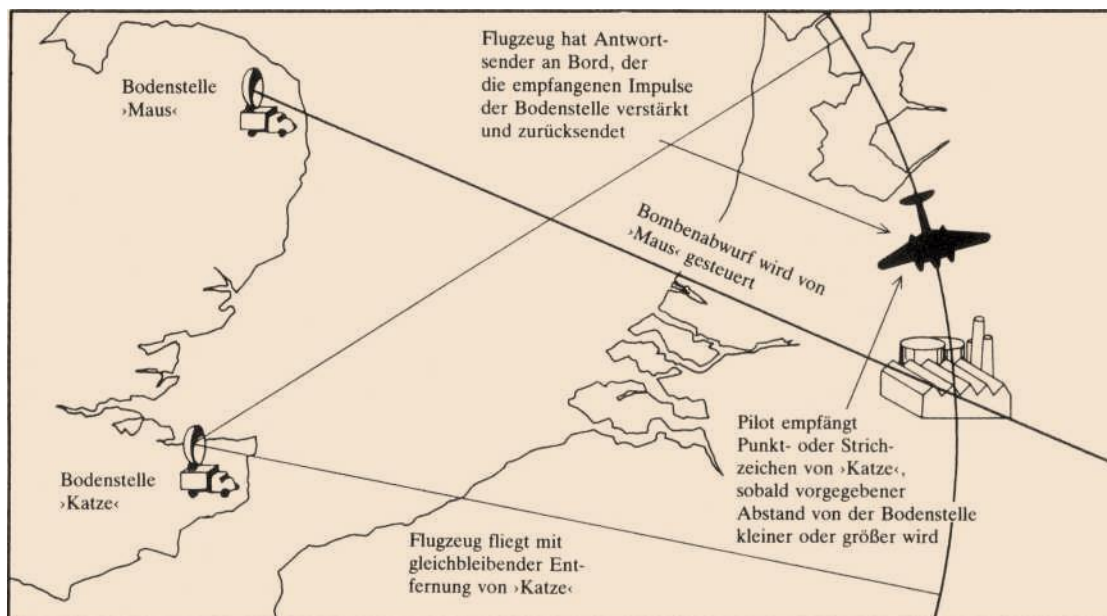 Flugzeug hat Antwort-
sender an Bord, der
die empfangenen Impulse
der Bodenstelle verstärkt
und zurücksendet
Bodenstelle
›Maus‹
Bombenabwurf wird von
›Maus‹ gesteuert
Pilot empfängt
Punkt- oder Strich-
zeichen von ›Katze‹,
sobald vorgegebener
Abstand von der Bodenstelle
kleiner oder größer wird
Bodenstelle
›Katze‹
Flugzeug fliegt mit
gleichbleibender Ent-
fernung von ›Katze‹